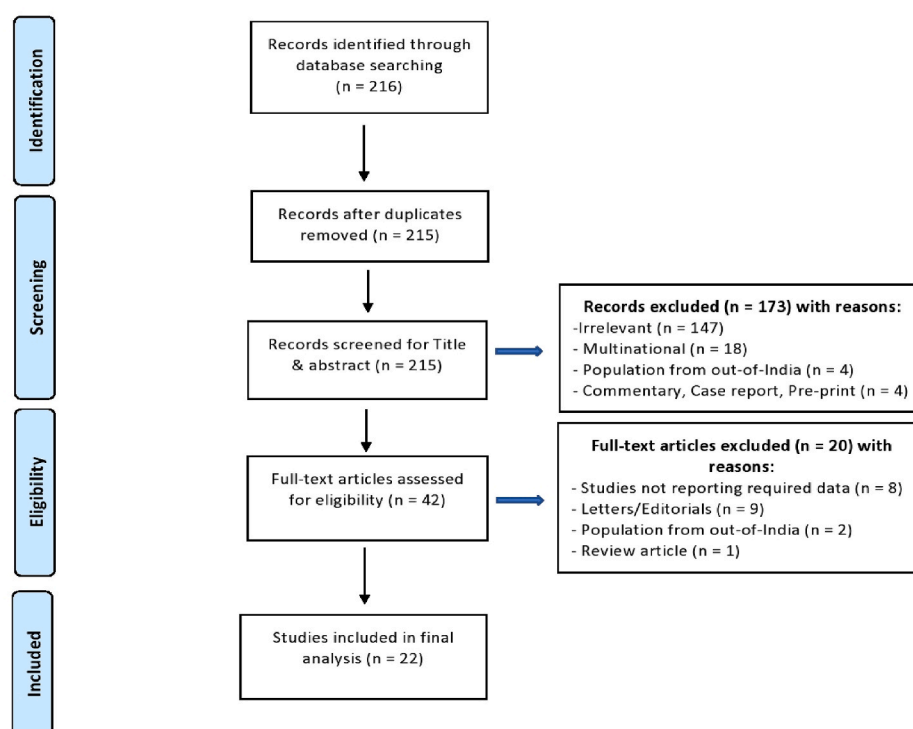 Identification
Records identified through
database searching
(n = 216)
Screening
Records after duplicates
removed (n = 215)
Records screened for Title
& abstract (n = 215)
Records excluded (n = 173) with reasons:
-Irrelevant (n = 147)
- Multinational (n = 18)
- Population from out-of-India (n = 4)
- Commentary, Case report, Pre-print (n = 4)
Eligibility
Full-text articles assessed
for eligibility (n = 42)
Full-text articles excluded (n = 20) with
reasons:
- Studies not reporting required data (n = 8)
- Letters/Editorials (n = 9)
- Population from out-of-India (n = 2)
- Review article (n = 1)
Included
Studies included in final
analysis (n = 22)